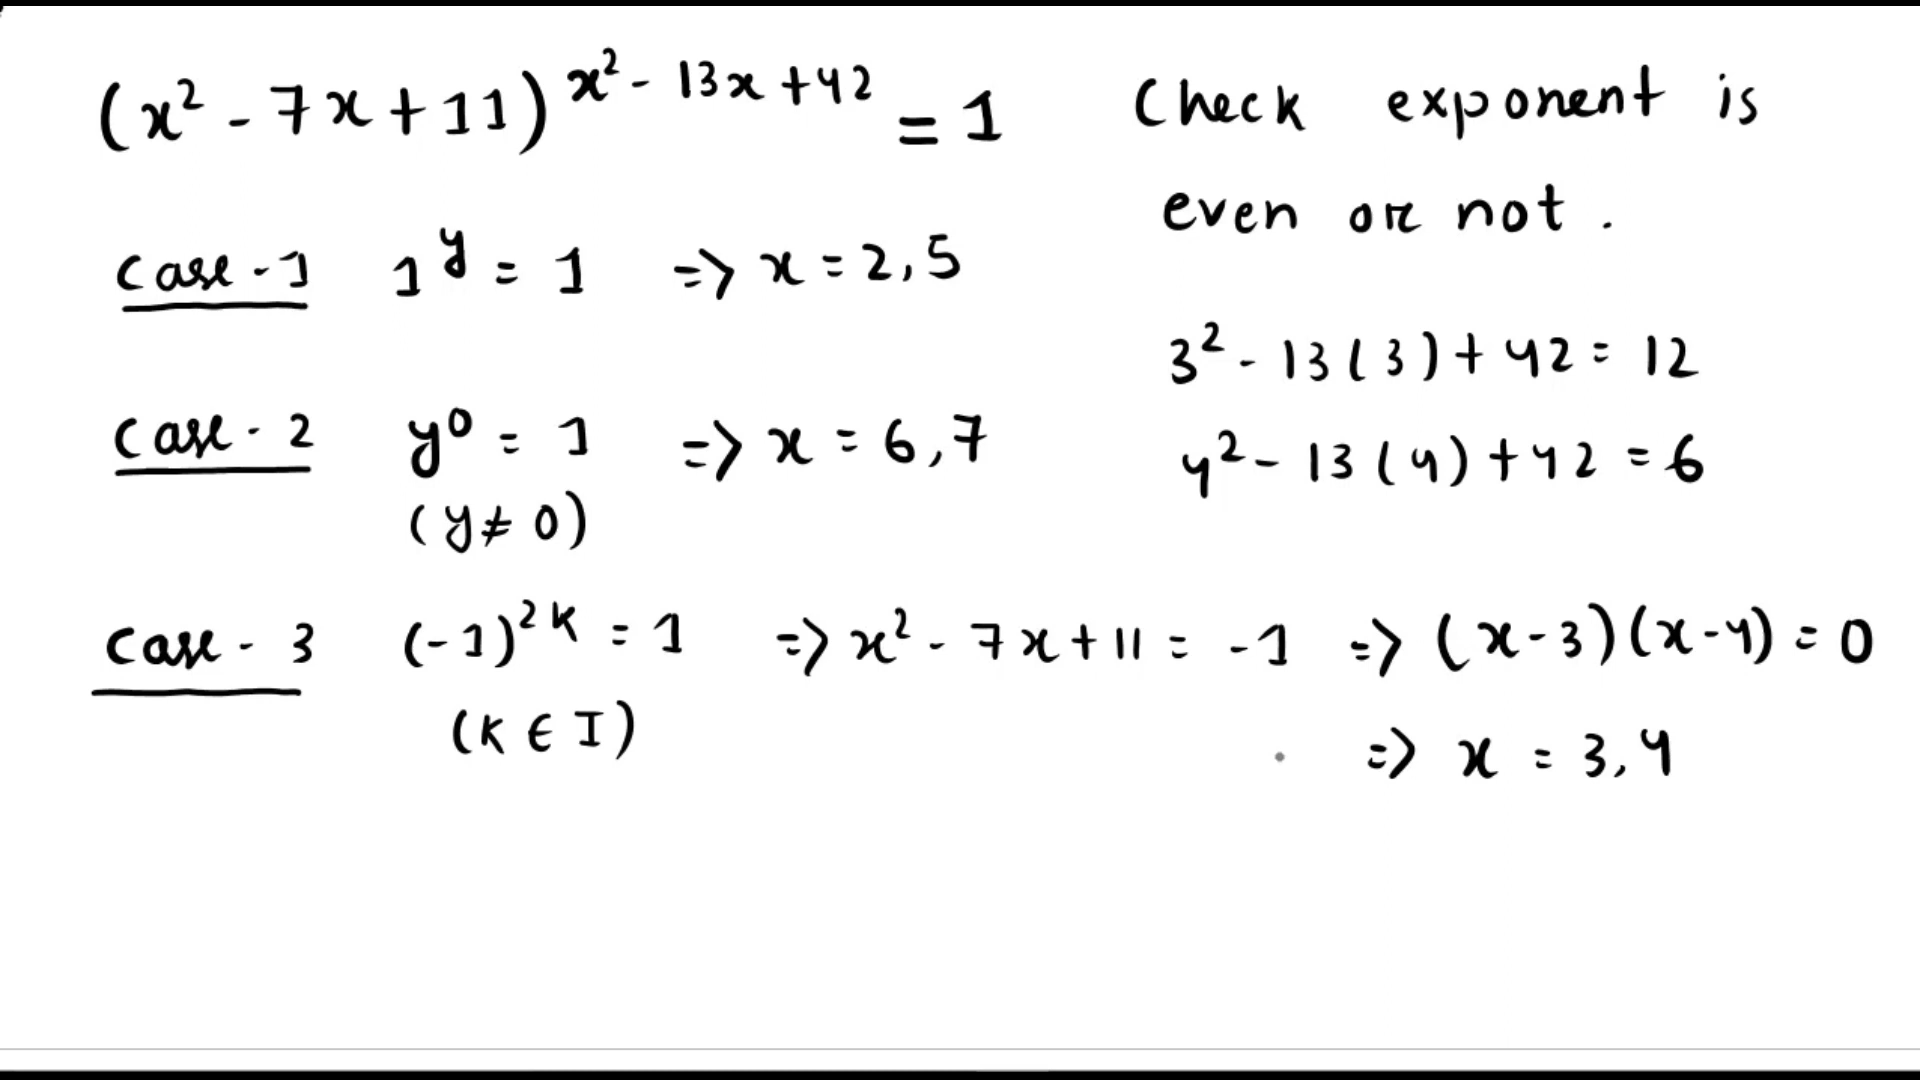 (x² - 7x + 11)^(x² - 13x + 42) = 1
Check exponent is
even or not.
Case-1 1^y = 1 => x = 2, 5
3² - 13(3) + 42 = 12
Case-2 y⁰ = 1 => x = 6, 7
(y ≠ 0)
4² - 13(4) + 42 = 6
Case-3 (-1)^(2K) = 1 => x² - 7x + 11 = -1 => (x-3)(x-4) = 0
(K ∈ I)
=> x = 3, 4